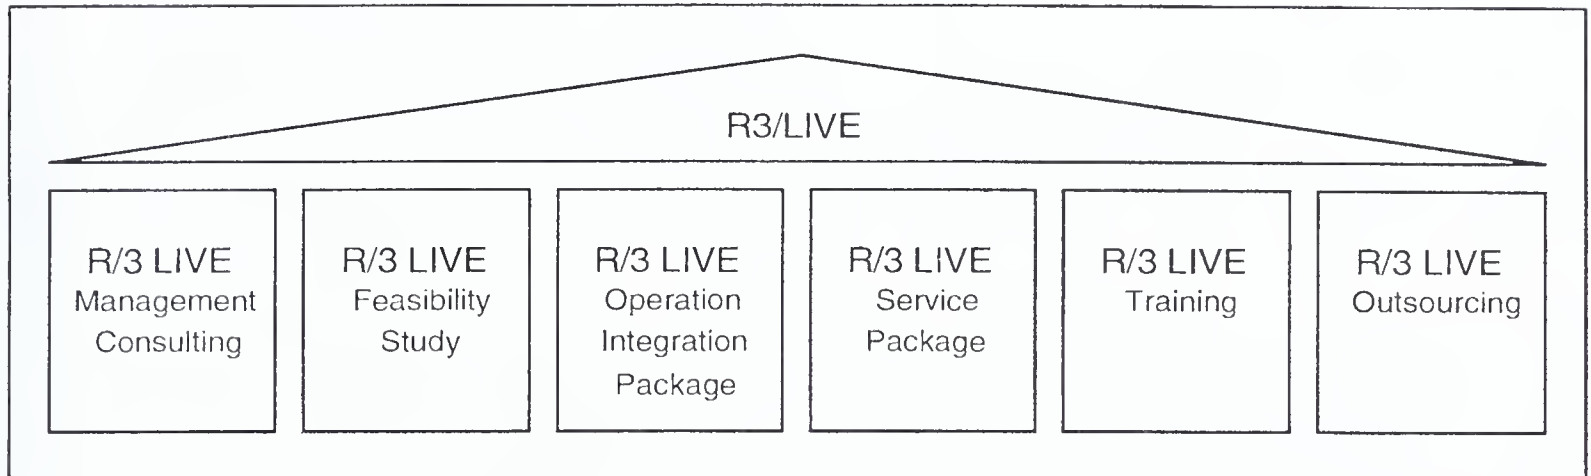 R3/LIVE
R/3 LIVE
Management
Consulting
R/3 LIVE
Feasibility
Study
R/3 LIVE
Operation
Integration
Package
R/3 LIVE
Service
Package
R/3 LIVE
Training
R/3 LIVE
Outsourcing